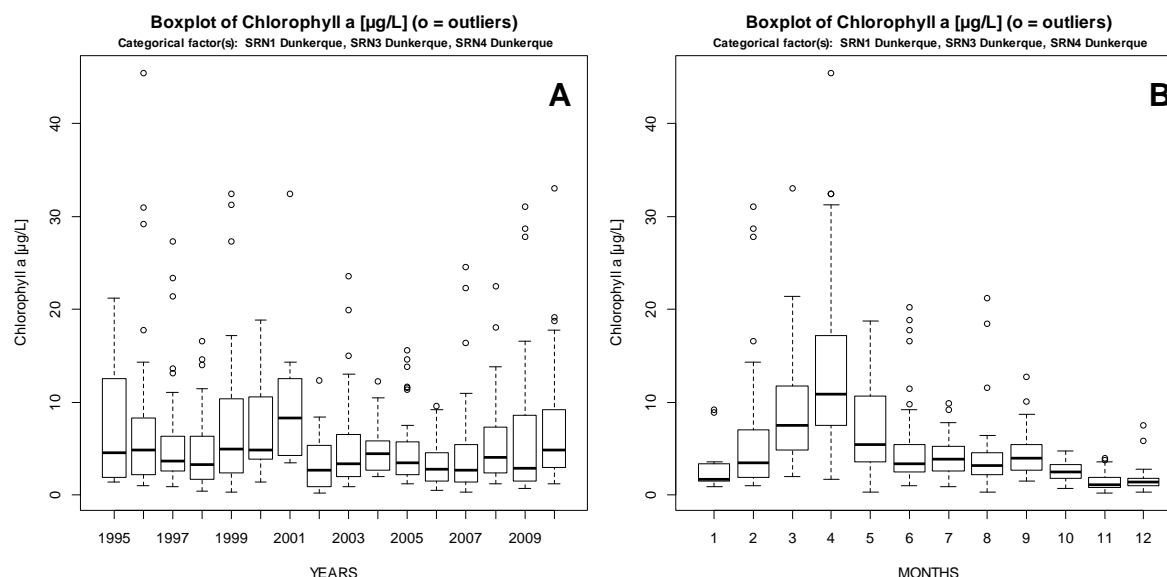 Boxplot of Chlorophyll a [µg/L] (o = outliers)
Categorical factor(s): SRN1 Dunkerque, SRN3 Dunkerque, SRN4 Dunkerque
A
Chlorophyll a [µg/L]
40
30
20
10
0
1995 1997 1999 2001 2003 2005 2007 2009
YEARS
Boxplot of Chlorophyll a [µg/L] (o = outliers)
Categorical factor(s): SRN1 Dunkerque, SRN3 Dunkerque, SRN4 Dunkerque
B
Chlorophyll a [µg/L]
40
30
20
10
0
1 2 3 4 5 6 7 8 9 10 11 12
MONTHS